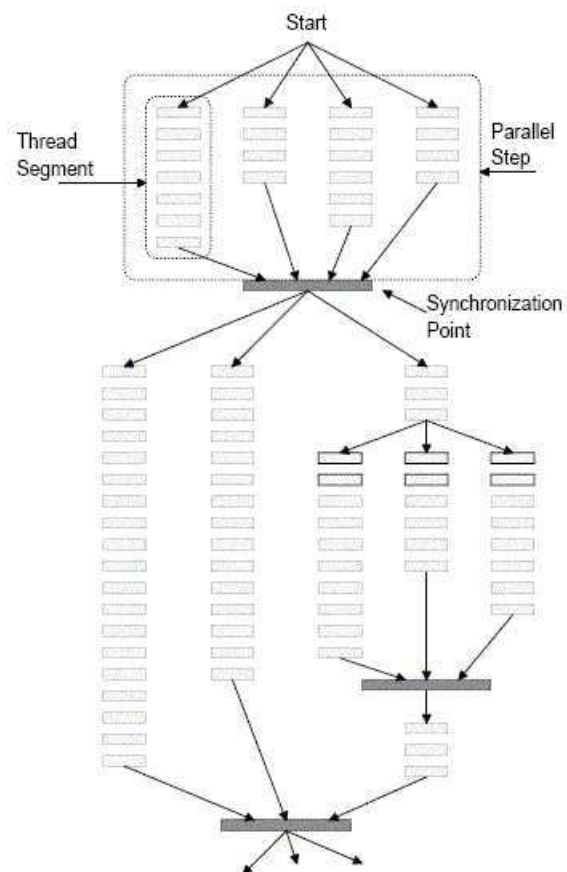 Start
Thread
Segment
Parallel
Step
Synchronization
Point